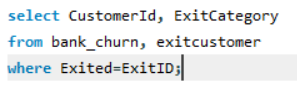 select CustomerId, ExitCategory
from bank_churn, exitcustomer
where Exited=ExitID;